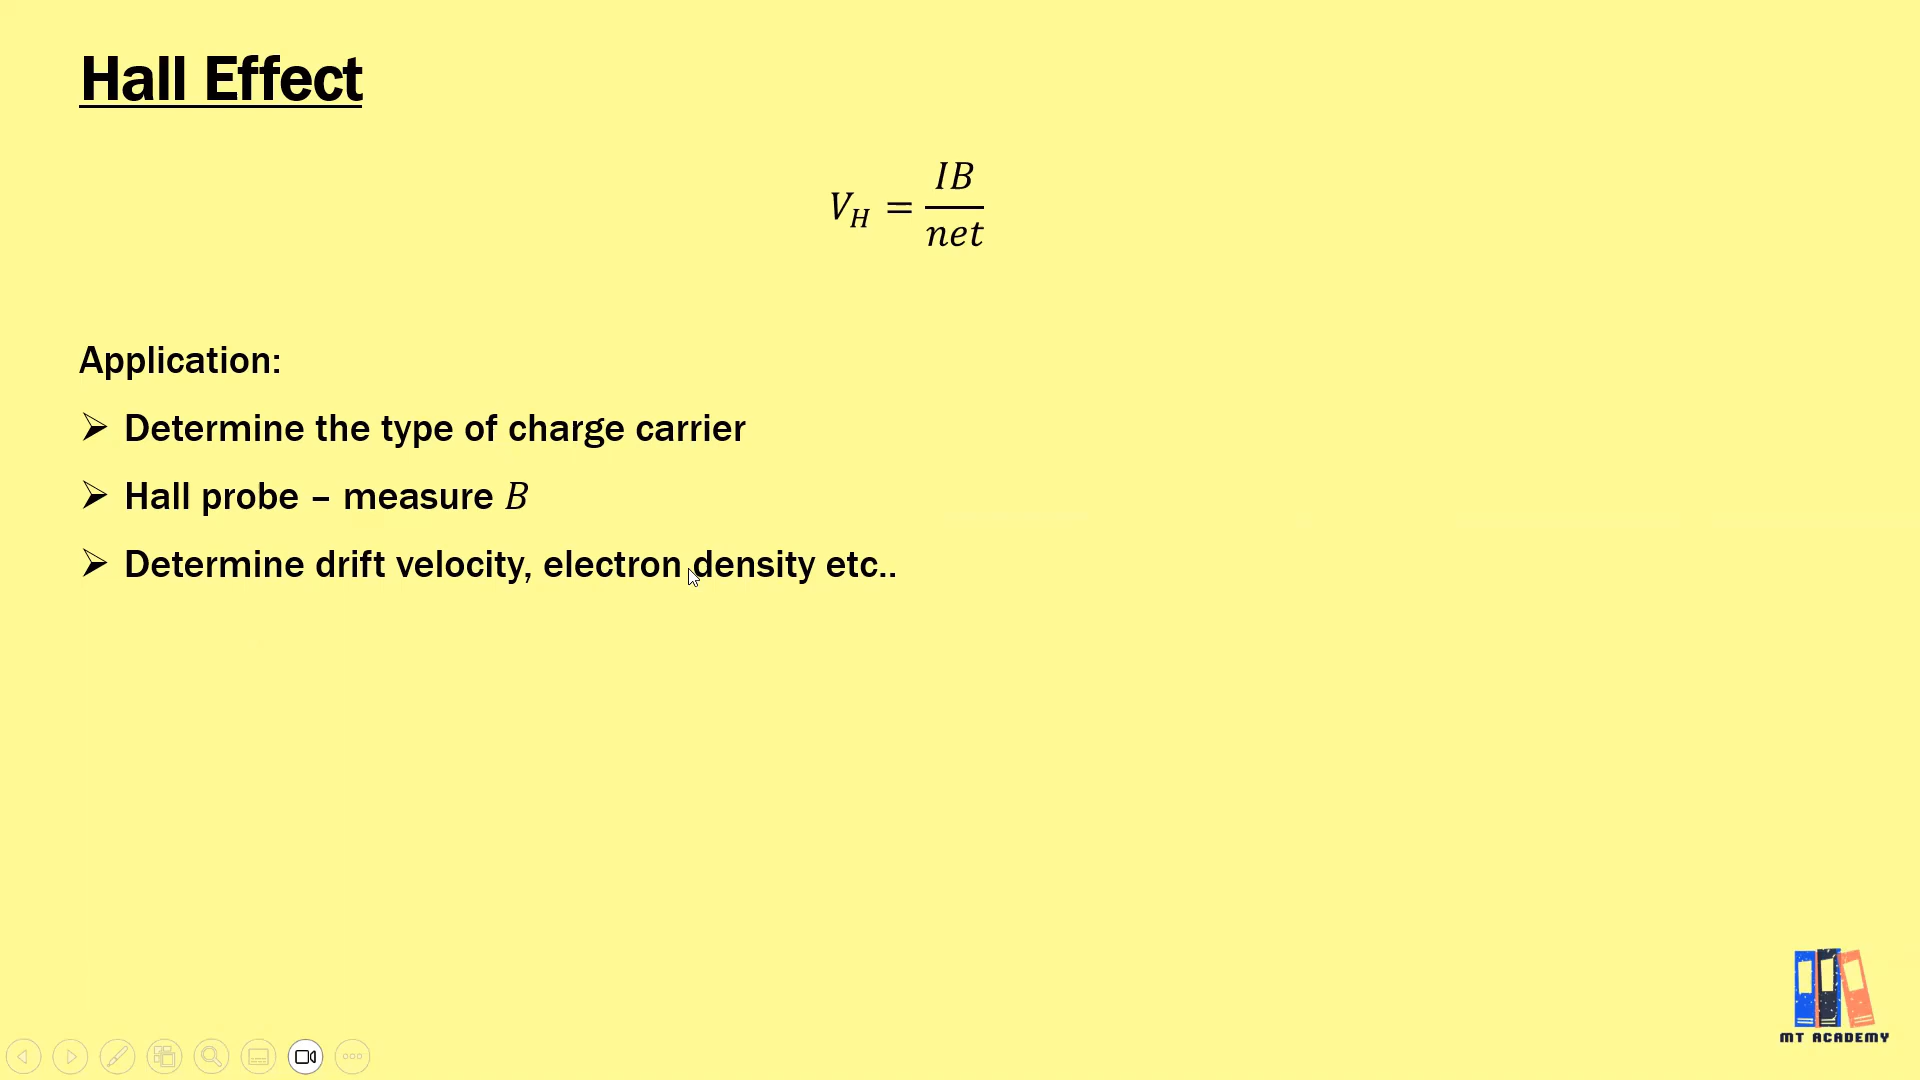 Hall Effect
V_H = IB/net
Application:
➢ Determine the type of charge carrier
➢ Hall probe – measure B
➢ Determine drift velocity, electron density etc..
MT ACADEMY